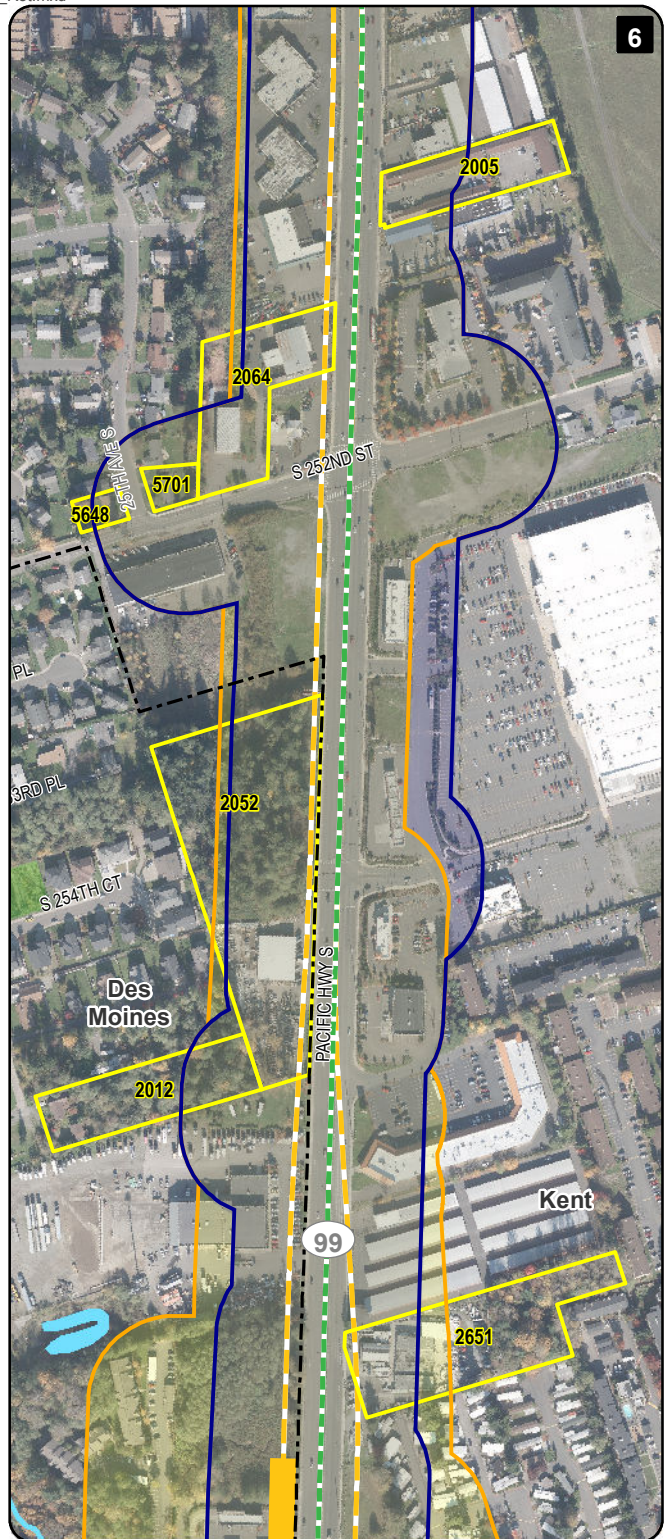 6
2005
2064
S 252ND ST
25TH AVE S
5701
5648
PL
3RD PL
2052
S 254TH CT
PACIFIC HWY S
Des
Moines
2012
Kent
99
2651